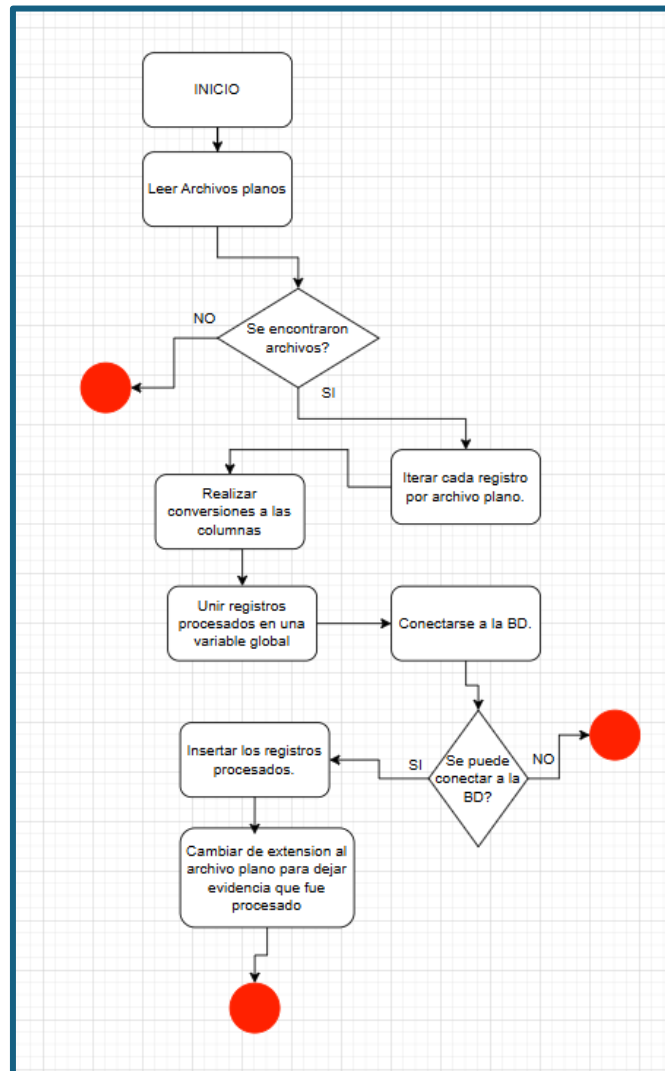 INICIO
Leer Archivos planos
NO
Se encontraron
archivos?
SI
Iterar cada registro
por archivo plano.
Realizar
conversiones a las
columnas
Unir registros
procesados en una
variable global
Conectarse a la BD.
Insertar los registros
procesados.
SI
Se puede
conectar a la
BD?
NO
Cambiar de extension al
archivo plano para dejar
evidencia que fue
procesado